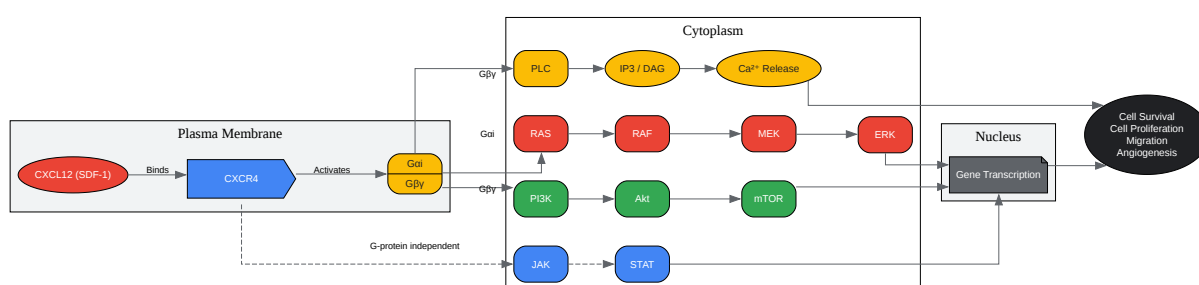 Cytoplasm
Gβγ
PLC
IP3 / DAG
Ca²⁺ Release
Plasma Membrane
Gαi
RAS
RAF
MEK
ERK
Nucleus
Cell Survival
Cell Proliferation
Migration
Angiogenesis
CXCL12 (SDF-1)
Binds
CXCR4
Activates
Gαi
Gβγ
Gβγ
PI3K
Akt
mTOR
Gene Transcription
G-protein independent
JAK
STAT